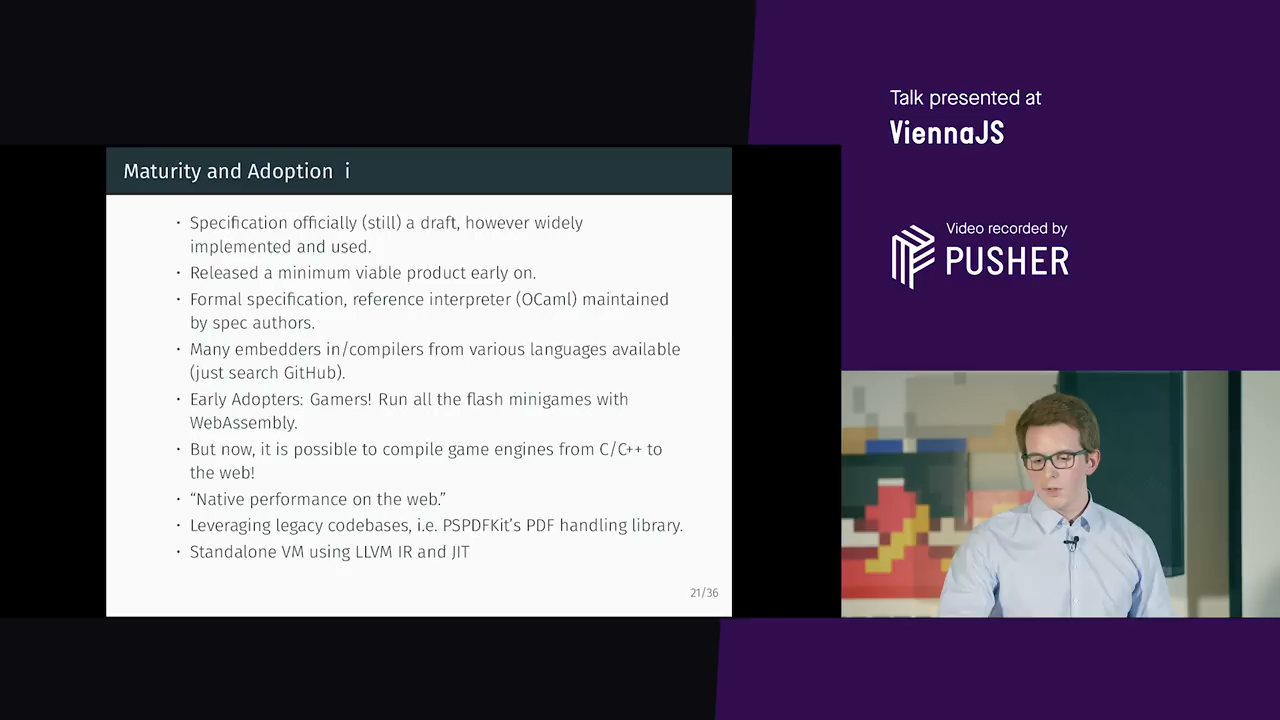 Talk presented at
ViennaJS
Video recorded by
PUSHER
Maturity and Adoption i
· Specification officially (still) a draft, however widely
implemented and used.
· Released a minimum viable product early on.
· Formal specification, reference interpreter (OCaml) maintained
by spec authors.
· Many embedders in/compilers from various languages available
(just search GitHub).
· Early Adopters: Gamers! Run all the flash minigames with
WebAssembly.
· But now, it is possible to compile game engines from C/C++ to
the web!
· “Native performance on the web.”
· Leveraging legacy codebases, i.e. PSPDFKit’s PDF handling library.
· Standalone VM using LLVM IR and JIT
21/36